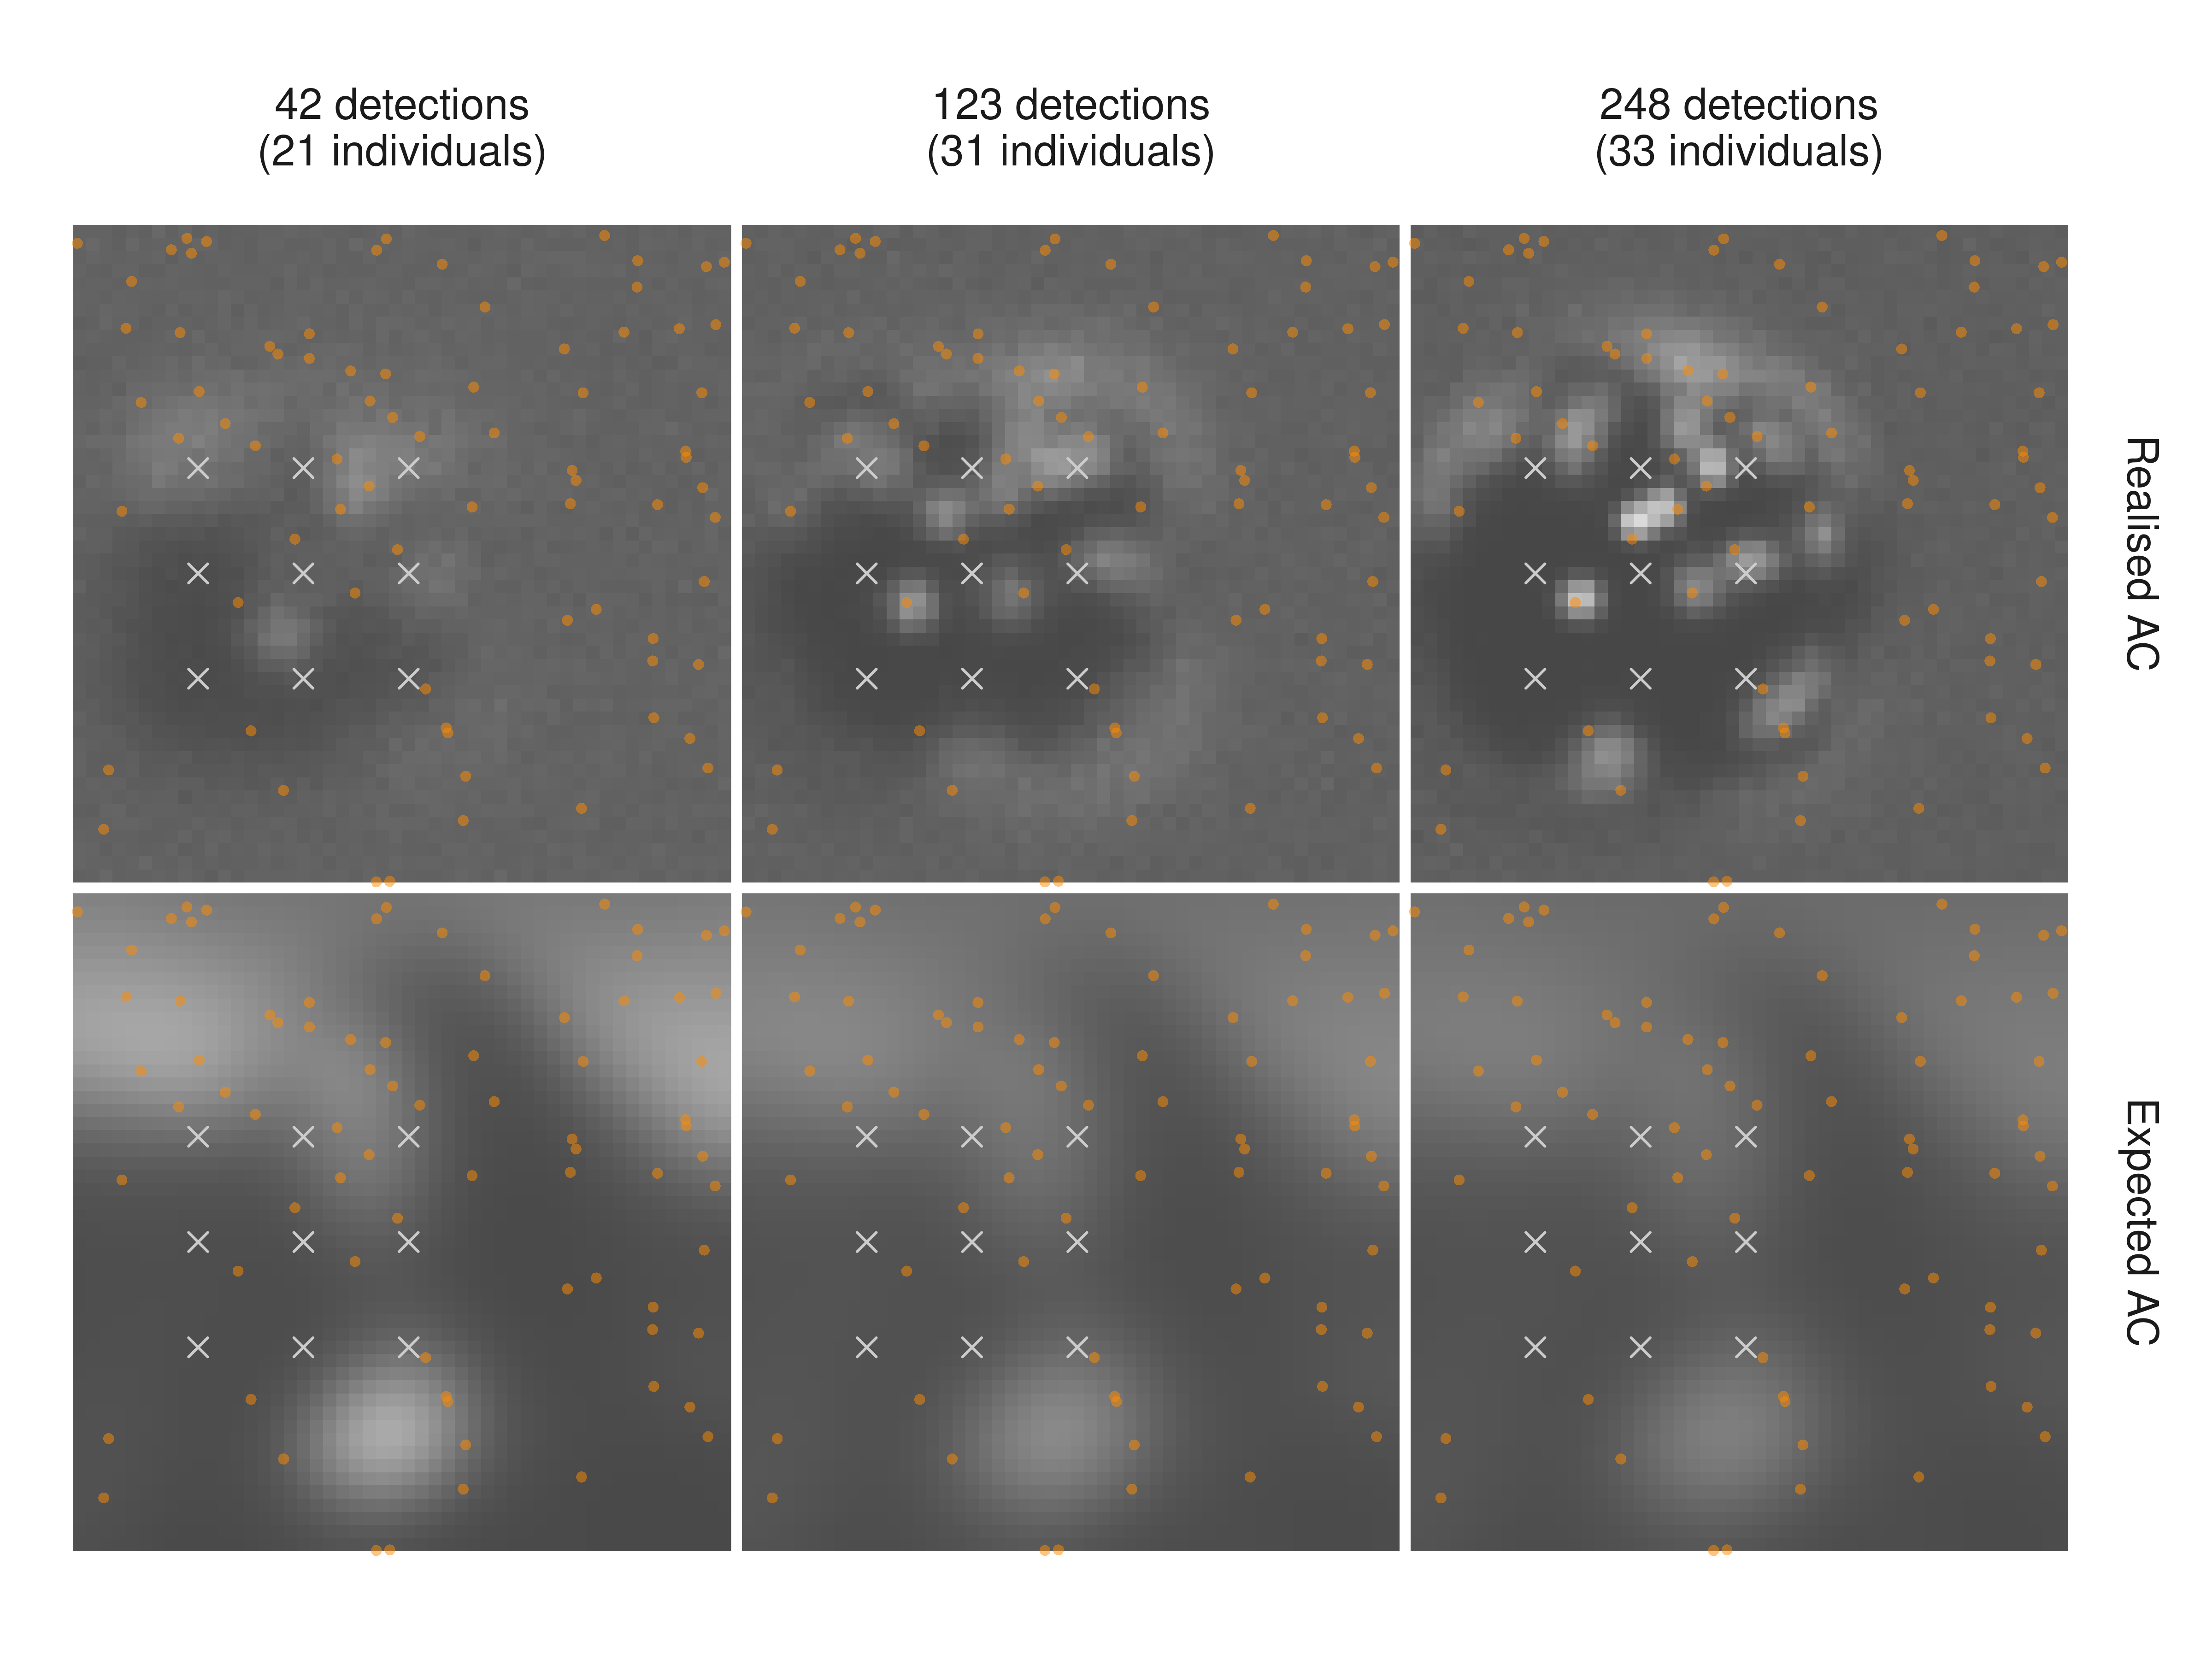 42 detections
(21 individuals)
123 detections
(31 individuals)
248 detections
(33 individuals)
Realised AC
Expected AC